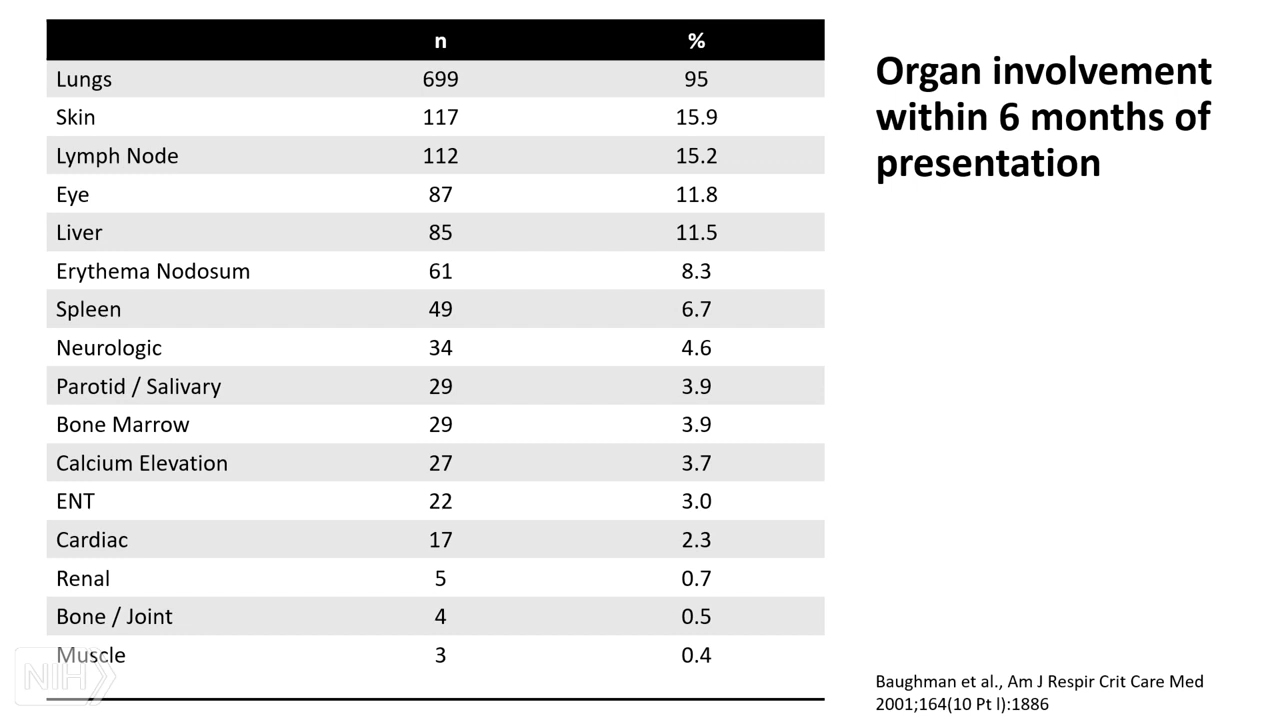 n %
Lungs 699 95
Skin 117 15.9
Lymph Node 112 15.2
Eye 87 11.8
Liver 85 11.5
Erythema Nodosum 61 8.3
Spleen 49 6.7
Neurologic 34 4.6
Parotid / Salivary 29 3.9
Bone Marrow 29 3.9
Calcium Elevation 27 3.7
ENT 22 3.0
Cardiac 17 2.3
Renal 5 0.7
Bone / Joint 4 0.5
Muscle 3 0.4
NIH
Organ involvement
within 6 months of
presentation
Baughman et al., Am J Respir Crit Care Med
2001;164(10 Pt l):1886